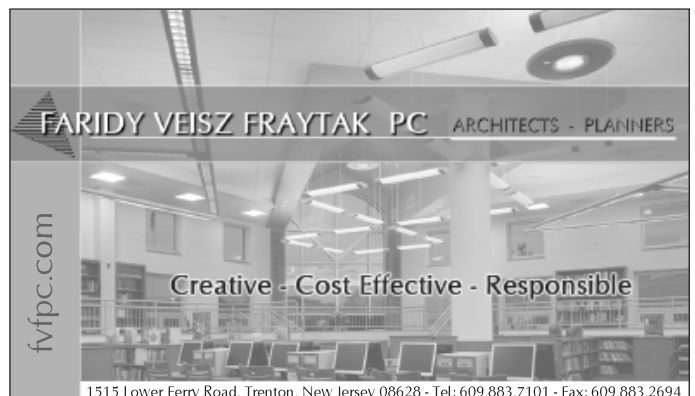 FARIDY VEISZ FRAYTAK PC ARCHITECTS - PLANNERS
fvfpc.com
Creative - Cost Effective - Responsible
1515 Lower Ferry Road, Trenton, New Jersey 08628 - Tel: 609.883.7101 - Fax: 609.883.2694